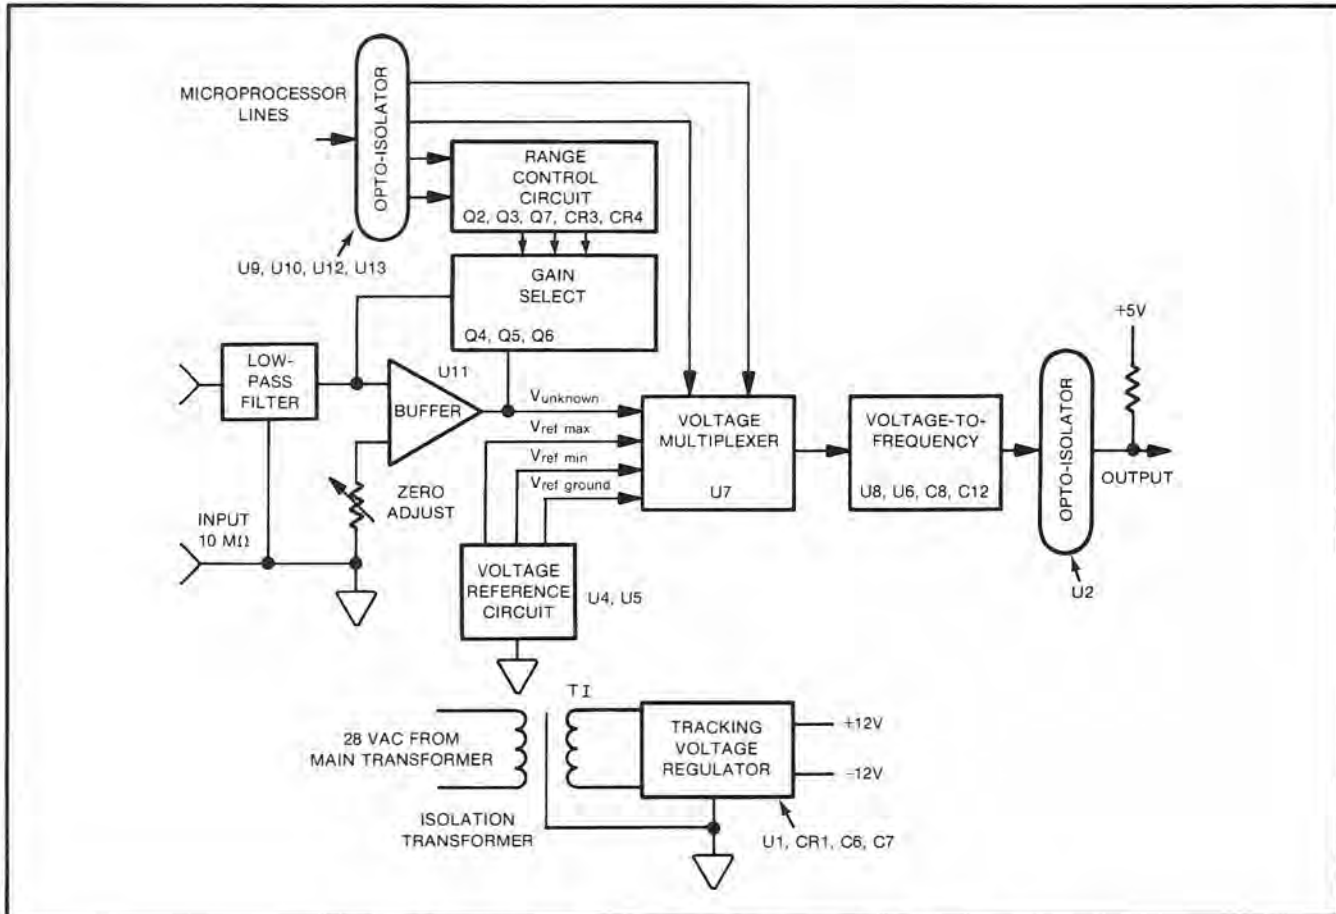 MICROPROCESSOR
LINES
OPTO-ISOLATOR
U9, U10, U12, U13
RANGE
CONTROL
CIRCUIT
Q2, Q3, Q7, CR3, CR4
GAIN
SELECT
Q4, Q5, Q6
LOW-
PASS
FILTER
U11
BUFFER
ZERO
ADJUST
INPUT
10 MΩ
Vunknown
Vref max
Vref min
Vref ground
VOLTAGE
MULTIPLEXER
U7
VOLTAGE-TO-
FREQUENCY
U8, U6, C8, C12
OPTO-ISOLATOR
U2
+5V
OUTPUT
VOLTAGE
REFERENCE
CIRCUIT
U4, U5
28 VAC FROM
MAIN TRANSFORMER
TI
ISOLATION
TRANSFORMER
TRACKING
VOLTAGE
REGULATOR
+12V
-12V
U1, CR1, C6, C7